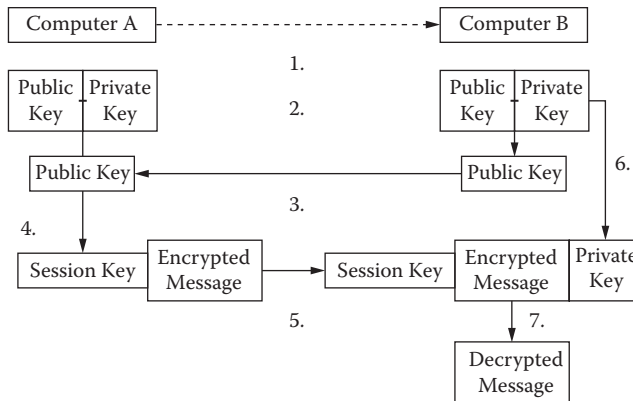 Computer A
Computer B
1.
Public Key
Private Key
2.
Public Key
Private Key
Public Key
Public Key
6.
3.
4.
Session Key
Encrypted Message
Session Key
Encrypted Message
Private Key
5.
7.
Decrypted Message